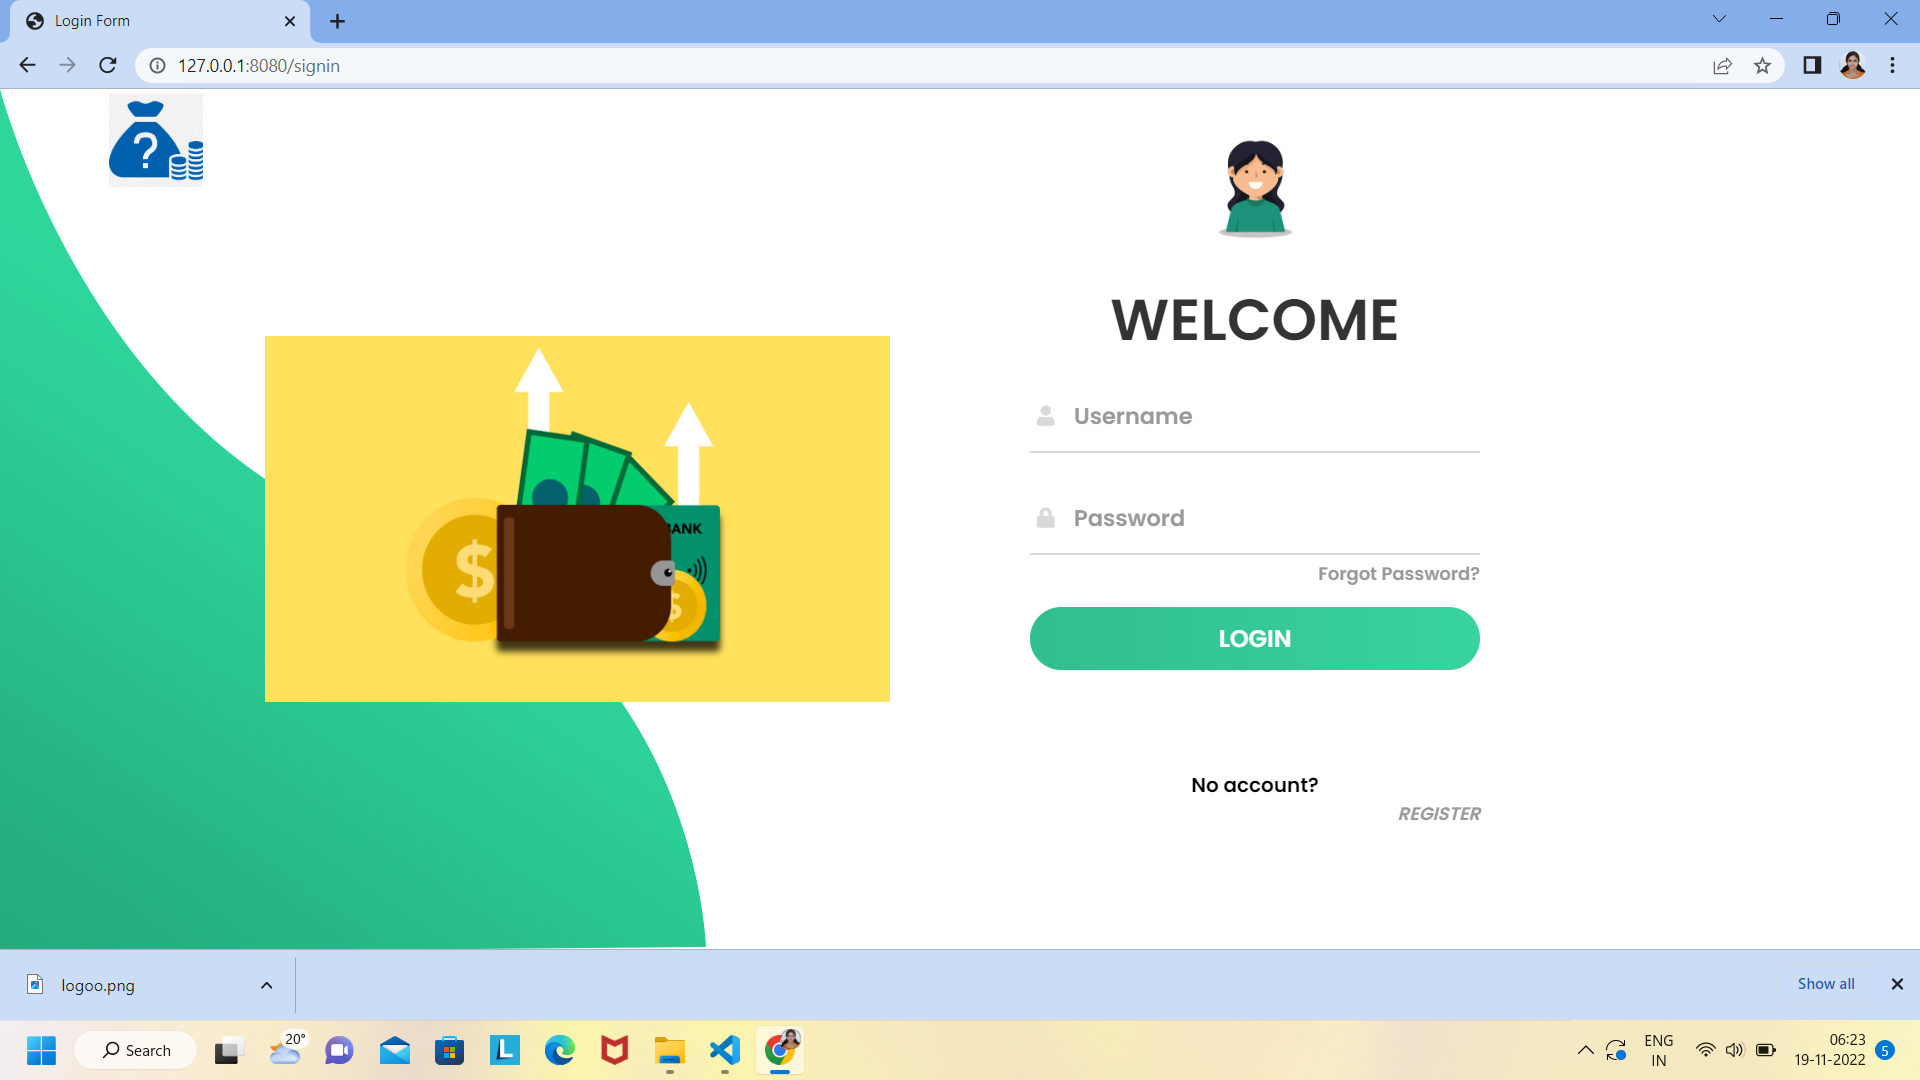 Login Form
127.0.0.1:8080/signin
?
WELCOME
Username
Password
Forgot Password?
LOGIN
No account?
REGISTER
$
BANK
$
logoo.png
Show all
Search
20°
L
ENG
IN
06:23
19-11-2022
5